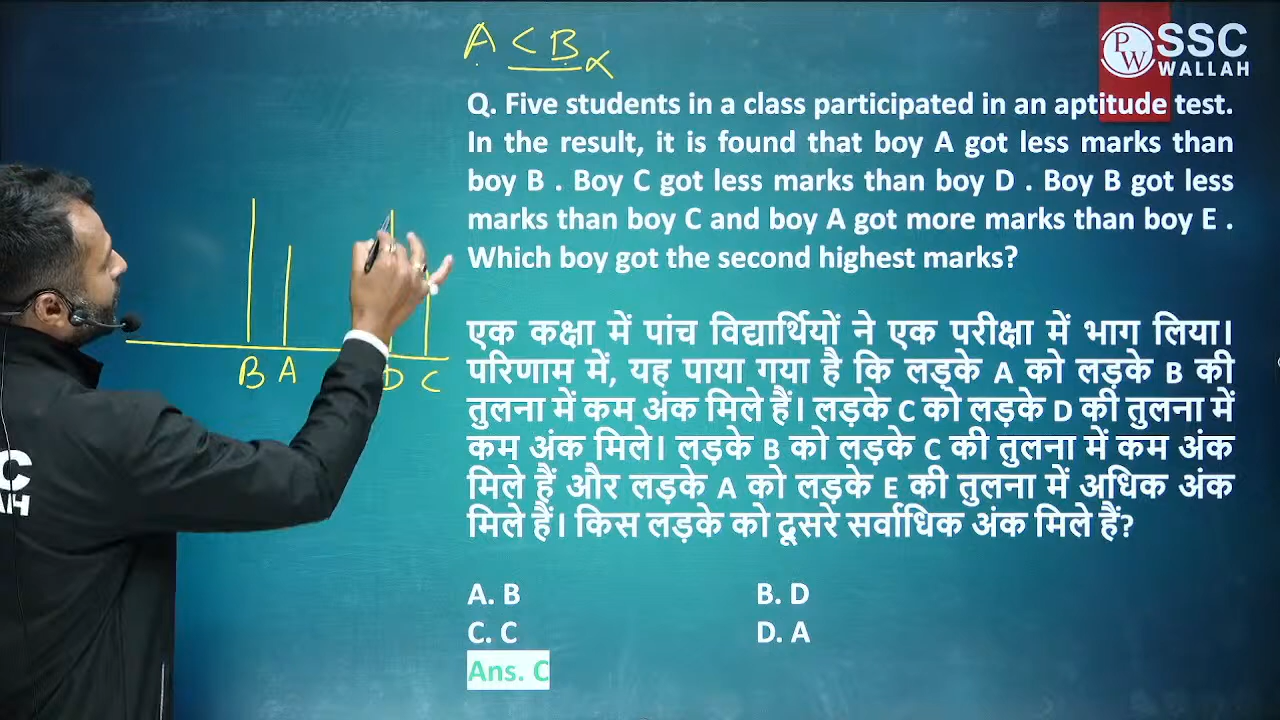 A < B α
PW SSC
WALLAH
Q. Five students in a class participated in an aptitude test.
In the result, it is found that boy A got less marks than
boy B . Boy C got less marks than boy D . Boy B got less
marks than boy C and boy A got more marks than boy E .
Which boy got the second highest marks?
एक कक्षा में पांच विद्यार्थियों ने एक परीक्षा में भाग लिया।
परिणाम में, यह पाया गया है कि लड़के A को लड़के B की
तुलना में कम अंक मिले हैं। लड़के C को लड़के D की तुलना में
कम अंक मिले। लड़के B को लड़के C की तुलना में कम अंक
मिले हैं और लड़के A को लड़के E की तुलना में अधिक अंक
मिले हैं। किस लड़के को दूसरे सर्वाधिक अंक मिले हैं?
A. B B. D
C. C D. A
Ans. C
B A D C